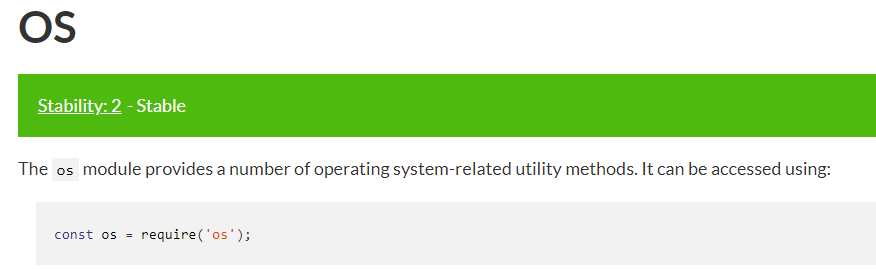 OS
Stability: 2 - Stable
The os module provides a number of operating system-related utility methods. It can be accessed using:
const os = require('os');